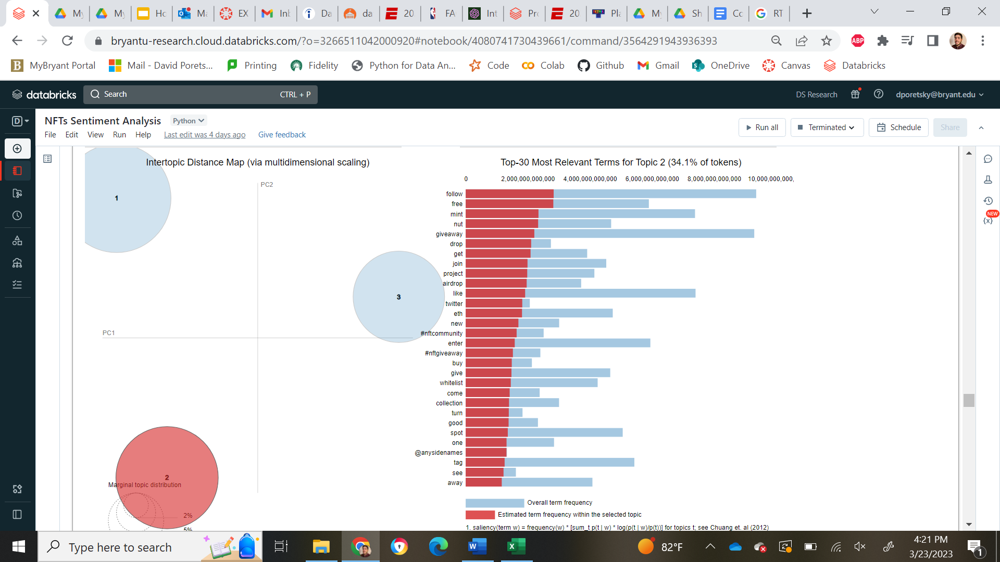 My
My
Ho
Ma
EX
Inb
Da
da
20
FA
Int
Pro
20
Pla
My
Sh
Co
RT
bryantu-research.cloud.databricks.com/?o=3266511042000920#notebook/4080741730439661/command/3564291943936393
ABP
MyBryant Portal
Mail - David Porets...
Printing
Fidelity
Python for Data An...
Code
Colab
Github
Gmail
OneDrive
Canvas
Databricks
databricks
Search
CTRL + P
DS Research
dporetsky@bryant.edu
D
NFTs Sentiment Analysis
Python
File
Edit
View
Run
Help
Last edit was 4 days ago
Give feedback
Run all
Terminated
Schedule
Share
NEW
{x}
Intertopic Distance Map (via multidimensional scaling)
PC2
1
3
PC1
2
Marginal topic distribution
2%
5%
Top-30 Most Relevant Terms for Topic 2 (34.1% of tokens)
0
2,000,000,000,000
4,000,000,000,000
6,000,000,000,000
8,000,000,000,000
10,000,000,000,
follow
free
mint
nut
giveaway
drop
get
join
project
airdrop
like
twitter
eth
new
#nftcommunity
enter
#nftgiveaway
buy
give
whitelist
come
collection
turn
good
spot
one
@anysidenames
tag
see
away
Overall term frequency
Estimated term frequency within the selected topic
1. saliency(term w) = frequency(w) * [sum_t p(t | w) * log(p(t | w)/p(t))] for topics t; see Chuang et. al (2012)
Type here to search
82°F
4:21 PM
3/23/2023
1